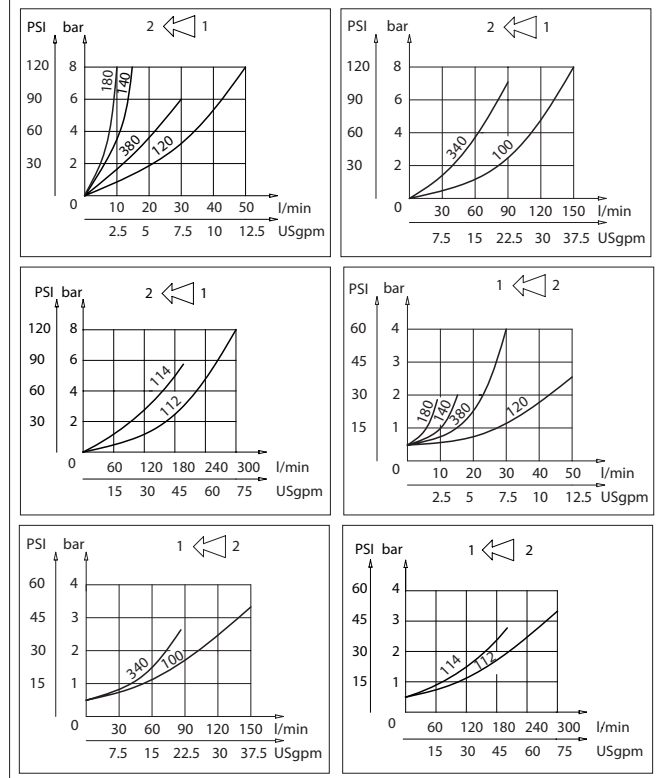 PSI bar 2 1
120 8
90 6
60 4
30 2
0
180 140 380 120
10 20 30 40 50 l/min
2.5 5 7.5 10 12.5 USgpm
PSI bar 2 1
120 8
90 6
60 4
30 2
0
340 100
30 60 90 120 150 l/min
7.5 15 22.5 30 37.5 USgpm
PSI bar 2 1
120 8
90 6
60 4
30 2
0
114 112
60 120 180 240 300 l/min
15 30 45 60 75 USgpm
PSI bar 1 2
60 4
45 3
30 2
15 1
0
180 140 380 120
10 20 30 40 50 l/min
2.5 5 7.5 10 12.5 USgpm
PSI bar 1 2
60 4
45 3
30 2
15 1
0
340 100
30 60 90 120 150 l/min
7.5 15 22.5 30 37.5 USgpm
PSI bar 1 2
60 4
45 3
30 2
15 1
0
114 112
60 120 180 240 300 l/min
15 30 45 60 75 USgpm